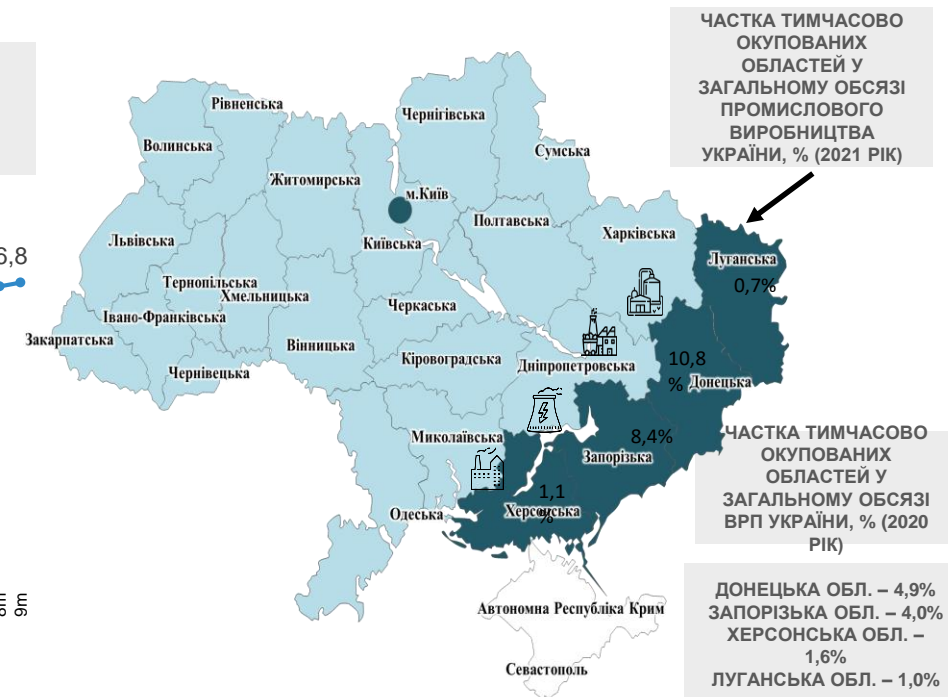 ЧАСТКА ТИМЧАСОВО
ОКУПОВАНИХ
ОБЛАСТЕЙ У
ЗАГАЛЬНОМУ ОБСЯЗІ
ПРОМИСЛОВОГО
ВИРОБНИЦТВА
УКРАЇНИ, % (2021 РІК)
Рівненська
Чернігівська
Волинська
Сумська
Житомирська
м.Київ
Полтавська
Харківська
Львівська
Київська
Луганська
6,8
0,7%
Тернопільська
Хмельницька
Черкаська
Івано-Франківська
Закарпатська
Вінницька
Кіровоградська
Дніпропетровська
10,8
%
Донецька
Чернівецька
Миколаївська
8,4%
Запорізька
ЧАСТКА ТИМЧАСОВО
ОКУПОВАНИХ
ОБЛАСТЕЙ У
ЗАГАЛЬНОМУ ОБСЯЗІ
ВРП УКРАЇНИ, % (2020
РІК)
1,1
%
Одеська
Херсонська
8m
9m
Автономна Республіка Крим
Севастополь
ДОНЕЦЬКА ОБЛ. – 4,9%
ЗАПОРІЗЬКА ОБЛ. – 4,0%
ХЕРСОНСЬКА ОБЛ. –
1,6%
ЛУГАНСЬКА ОБЛ. – 1,0%